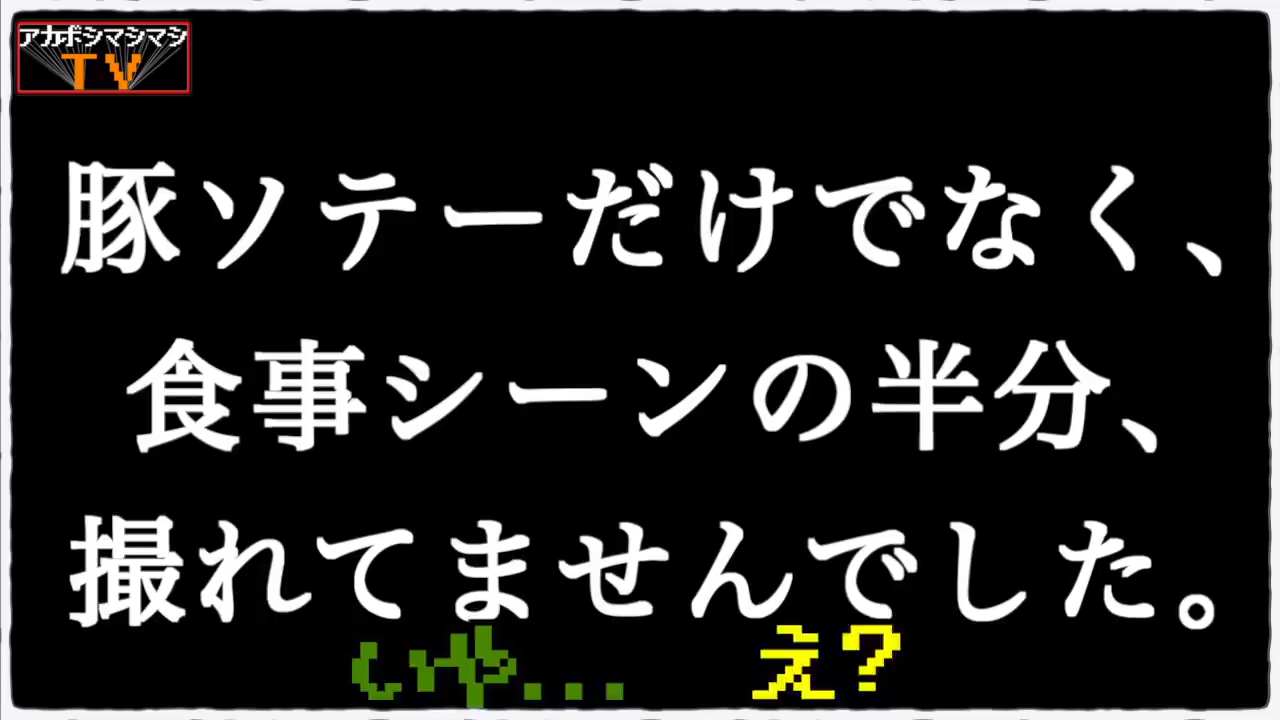 アカボシマシマシ
TV
豚ソテーだけでなく、
食事シーンの半分、
撮れてませんでした。
いや... え?